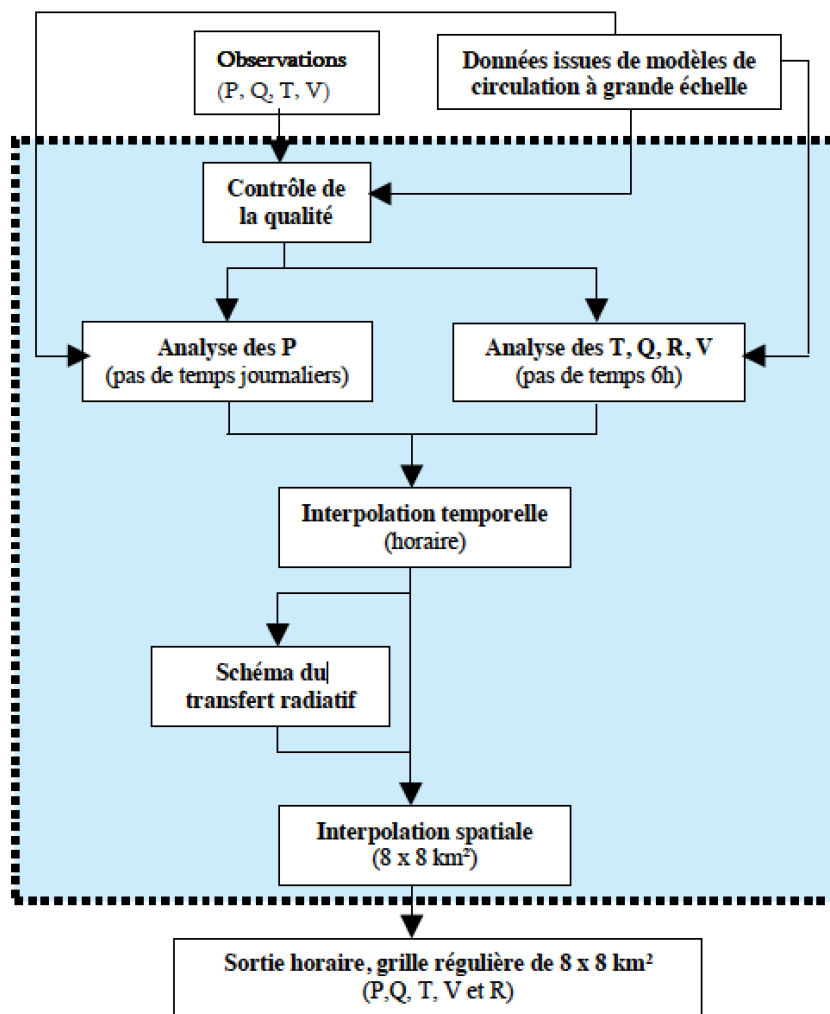 Observations
(P, Q, T, V)
Données issues de modèles de
circulation à grande échelle
Contrôle de
la qualité
Analyse des P
(pas de temps journaliers)
Analyse des T, Q, R, V
(pas de temps 6h)
Interpolation temporelle
(horaire)
Schéma du
transfert radiatif
Interpolation spatiale
(8 x 8 km²)
Sortie horaire, grille régulière de 8 x 8 km²
(P,Q, T, V et R)